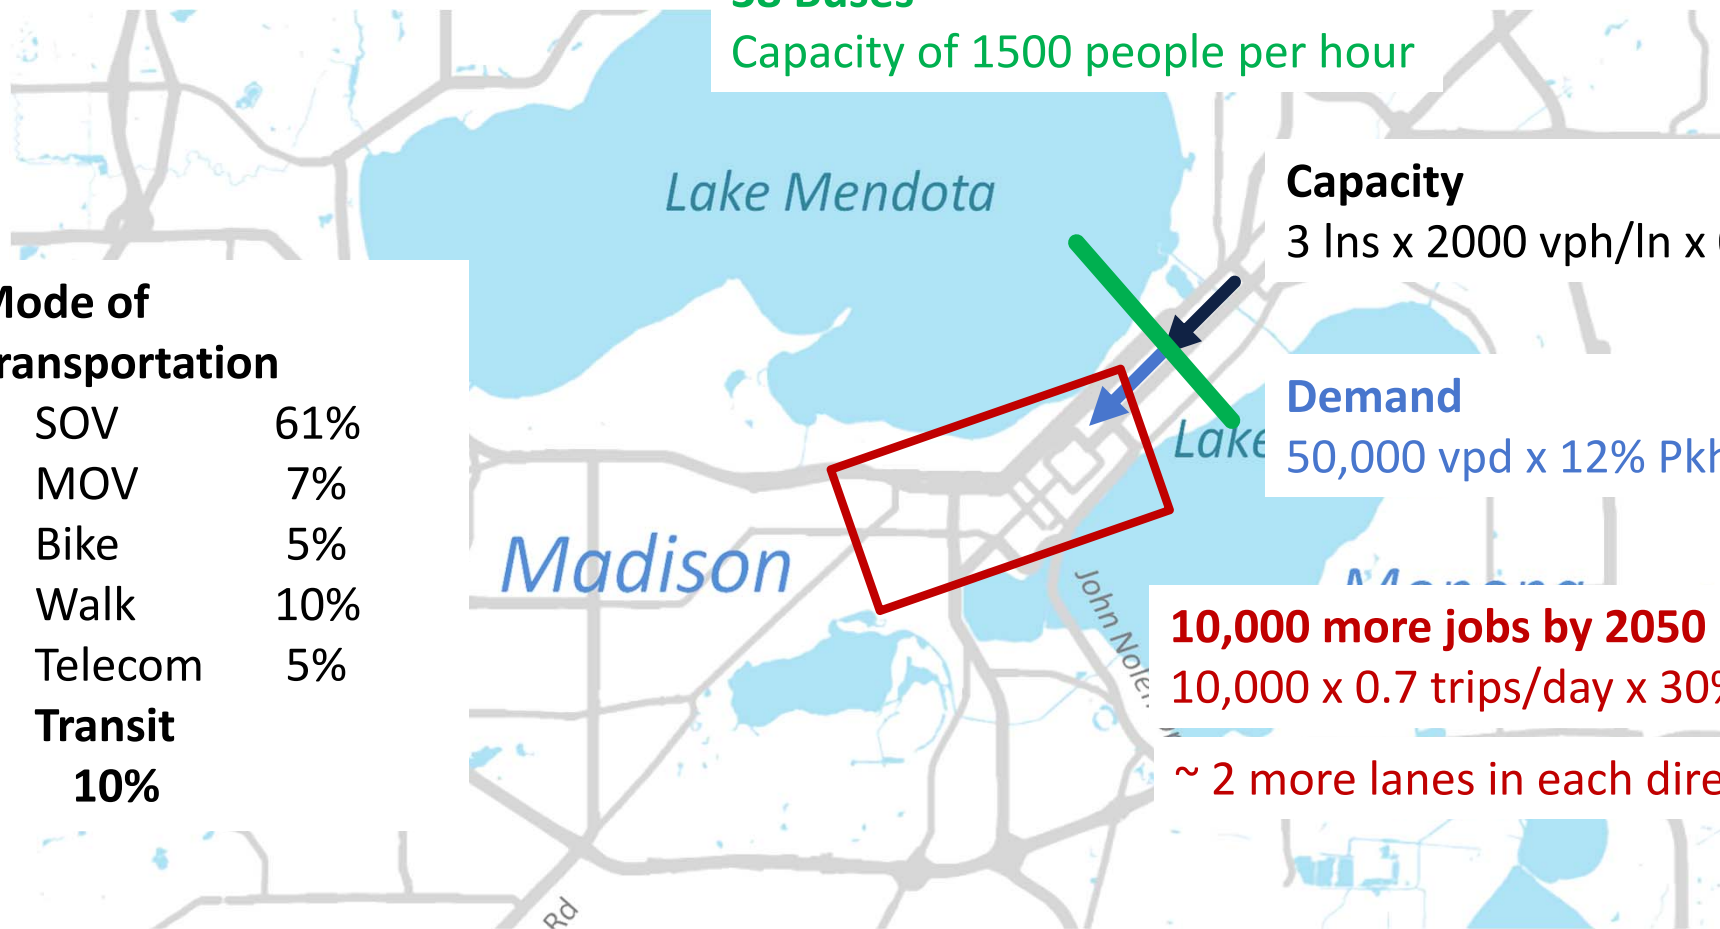 Buses
Capacity of 1500 people per hour
Lake Mendota
Capacity
3 lns x 2000 vph/ln x
Mode of
ransportation
SOV 61%
MOV 7%
Bike 5%
Walk 10%
Telecom 5%
Transit
10%
Demand
50,000 vpd x 12% Pkh
Lake
Madison
John Nolen
10,000 more jobs by 2050
10,000 x 0.7 trips/day x 30%
~ 2 more lanes in each dire
Rd